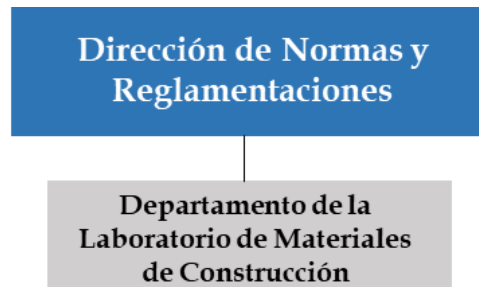 Dirección de Normas y
Reglamentaciones
Departamento de la
Laboratorio de Materiales
de Construcción